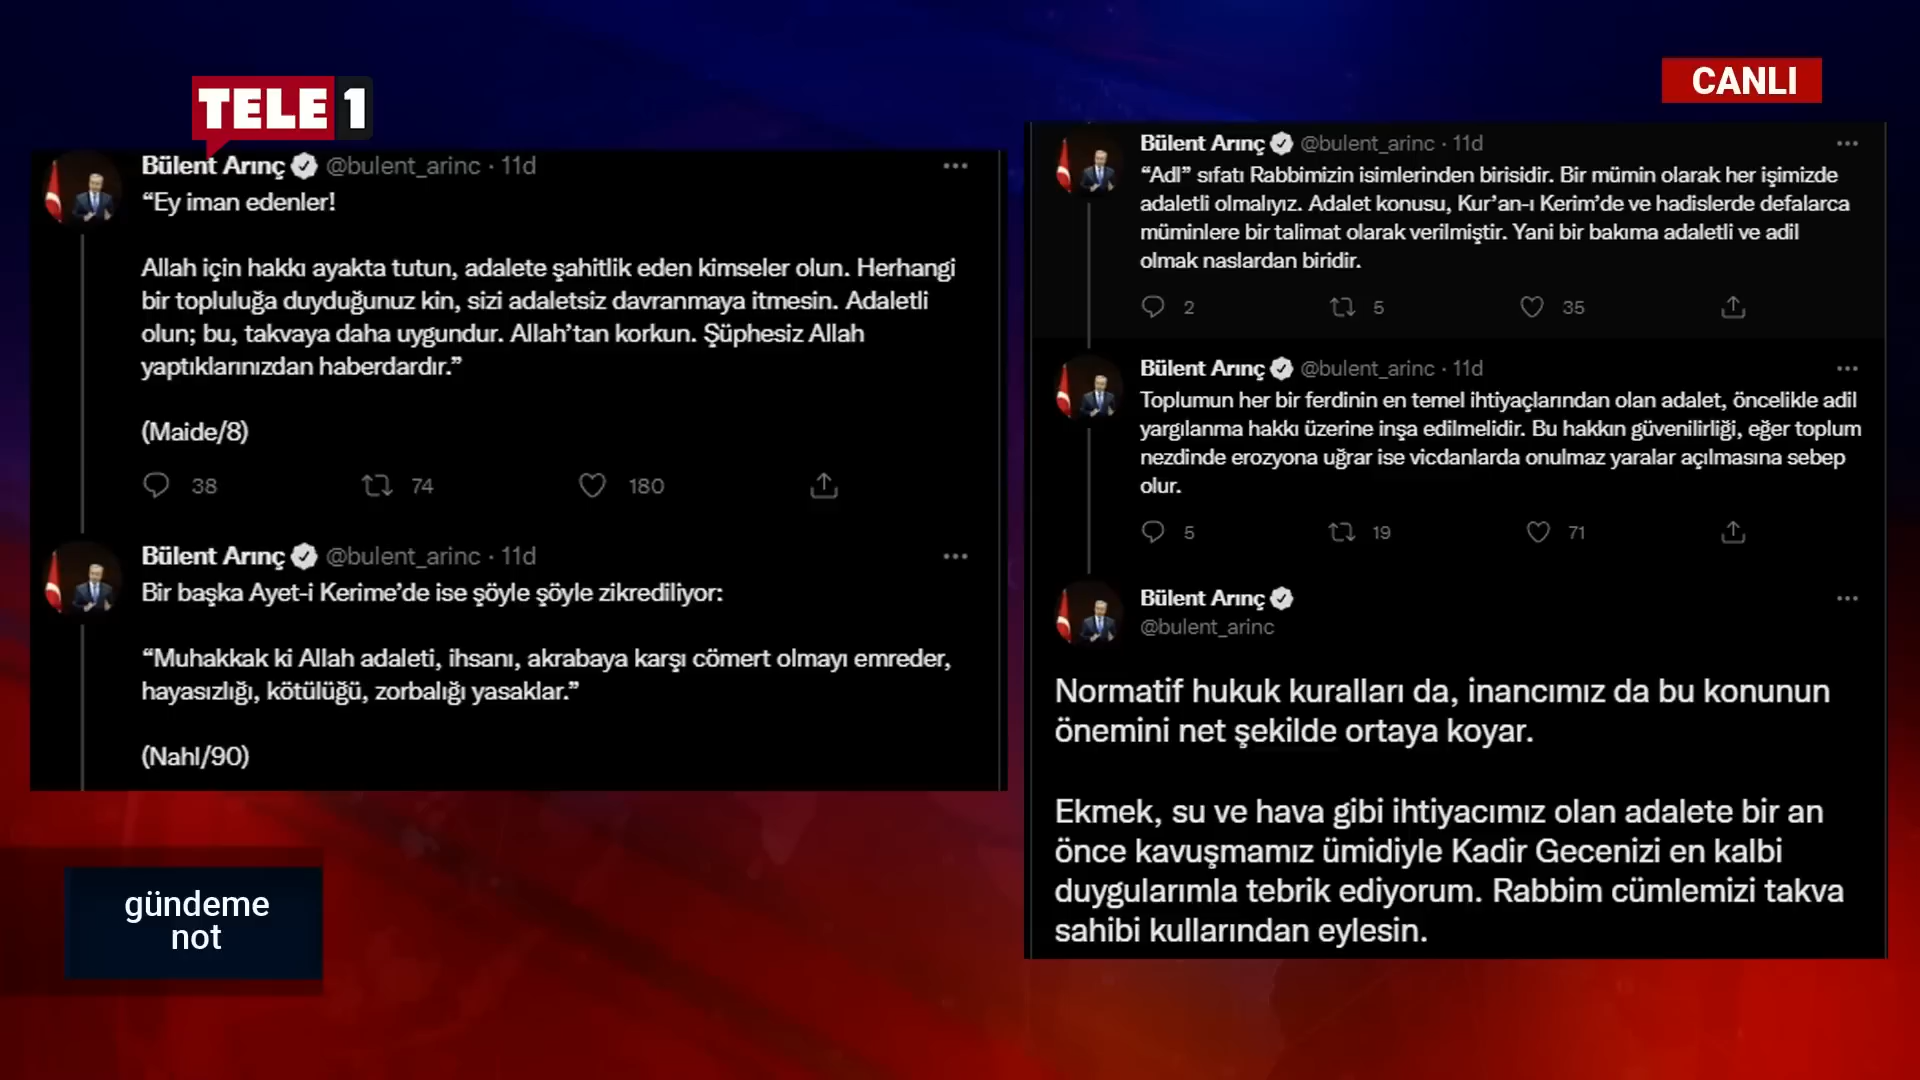 TELE 1
CANLI
Bülent Arınç @bulent_arinc · 11d
“Ey iman edenler!
Allah için hakkı ayakta tutun, adalete şahitlik eden kimseler olun. Herhangi
bir topluluğa duyduğunuz kin, sizi adaletsiz davranmaya itmesin. Adaletli
olun; bu, takvaya daha uygundur. Allah’tan korkun. Şüphesiz Allah
yaptıklarınızdan haberdardır.”
(Maide/8)
38 74 180
Bülent Arınç @bulent_arinc · 11d
Bir başka Ayet-i Kerime’de ise şöyle şöyle zikrediliyor:
“Muhakkak ki Allah adaleti, ihsanı, akrabaya karşı cömert olmayı emreder,
hayasızlığı, kötülüğü, zorbalığı yasaklar.”
(Nahl/90)
Bülent Arınç @bulent_arinc · 11d
“Adl” sıfatı Rabbimizin isimlerinden birisidir. Bir mümin olarak her işimizde
adaletli olmalıyız. Adalet konusu, Kur’an-ı Kerim’de ve hadislerde defalarca
müminlere bir talimat olarak verilmiştir. Yani bir bakıma adaletli ve adil
olmak naslardan biridir.
2 5 35
Bülent Arınç @bulent_arinc · 11d
Toplumun her bir ferdinin en temel ihtiyaçlarından olan adalet, öncelikle adil
yargılanma hakkı üzerine inşa edilmelidir. Bu hakkın güvenilirliği, eğer toplum
nezdinde erozyona uğrar ise vicdanlarda onulmaz yaralar açılmasına sebep
olur.
5 19 71
Bülent Arınç
@bulent_arinc
Normatif hukuk kuralları da, inancımız da bu konunun
önemini net şekilde ortaya koyar.
Ekmek, su ve hava gibi ihtiyacımız olan adalete bir an
önce kavuşmamız ümidiyle Kadir Gecenizi en kalbi
duygularımla tebrik ediyorum. Rabbim cümlemizi takva
sahibi kullarından eylesin.
gündeme
not